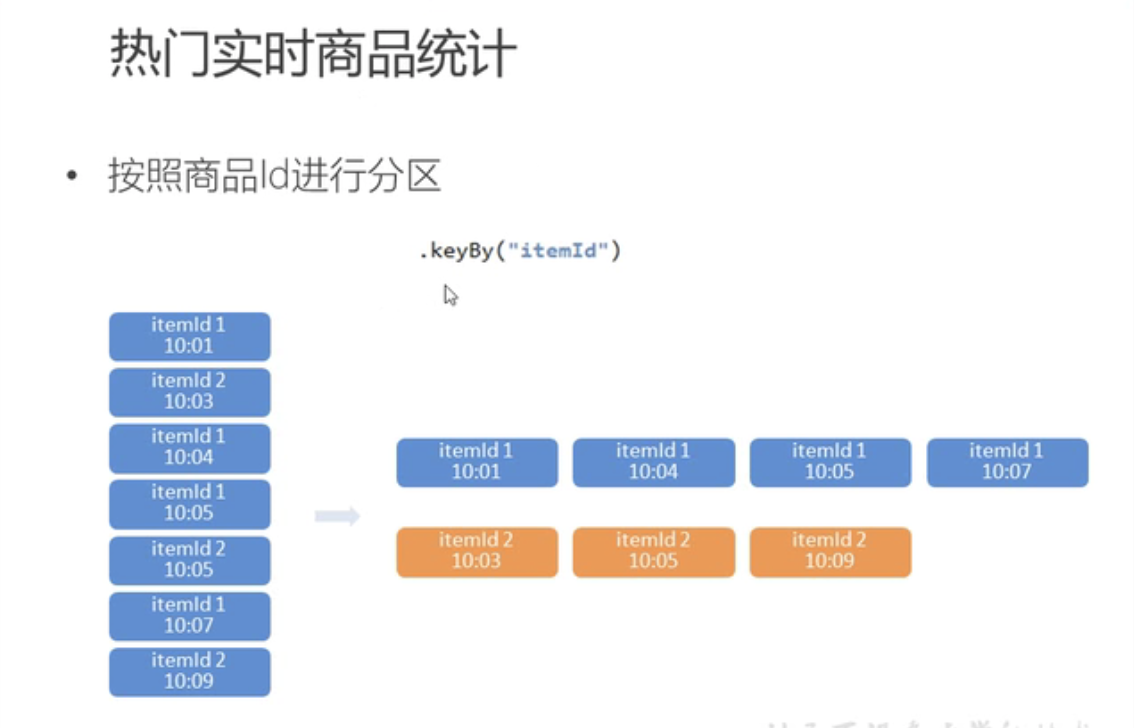 热门实时商品统计
• 按照商品Id进行分区
.keyBy("itemId")
itemId 1
10:01
itemId 2
10:03
itemId 1
10:04
itemId 1
10:05
itemId 2
10:05
itemId 1
10:07
itemId 2
10:09
itemId 1
10:01
itemId 1
10:04
itemId 1
10:05
itemId 1
10:07
itemId 2
10:03
itemId 2
10:05
itemId 2
10:09